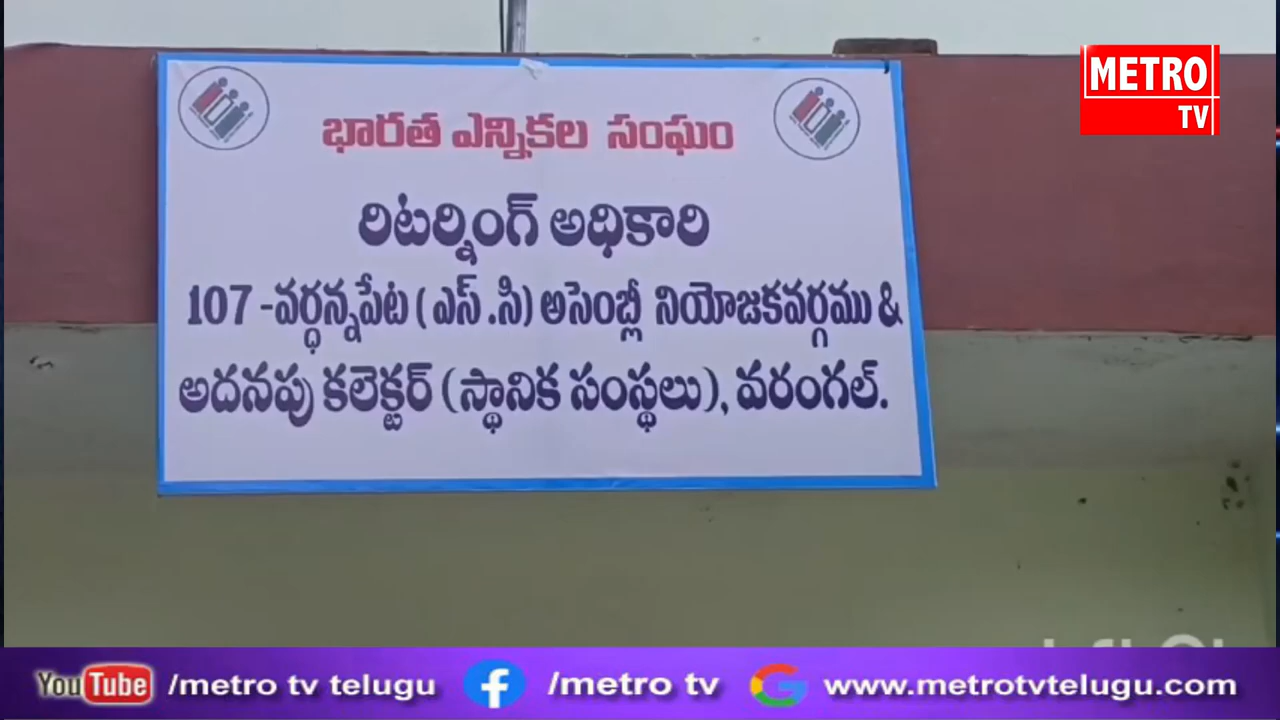 METRO
TV
భారత ఎన్నికల సంఘం
రిటర్నింగ్ అధికారి
107 -వర్ధన్నపేట ( ఎస్ .సి) అసెంబ్లీ నియోజకవర్గము &
అదనపు కలెక్టర్ (స్థానిక సంస్థలు), వరంగల్.
YouTube /metro tv telugu f /metro tv G www.metrotvtelugu.com